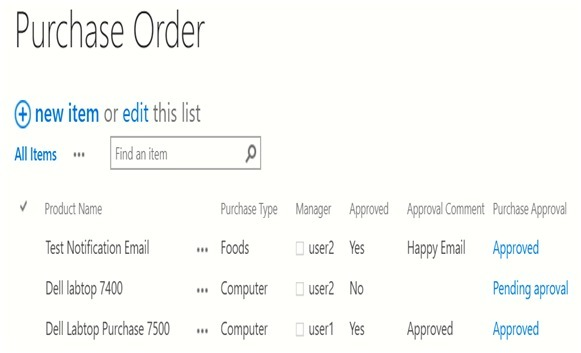 Purchase Order
new item or edit this list
All Items ••• Find an item
Product Name Purchase Type Manager Approved Approval Comment Purchase Approval
Test Notification Email ••• Foods user2 Yes Happy Email Approved
Dell labtop 7400 ••• Computer user2 No Pending aproval
Dell Labtop Purchase 7500 ••• Computer user1 Yes Approved Approved